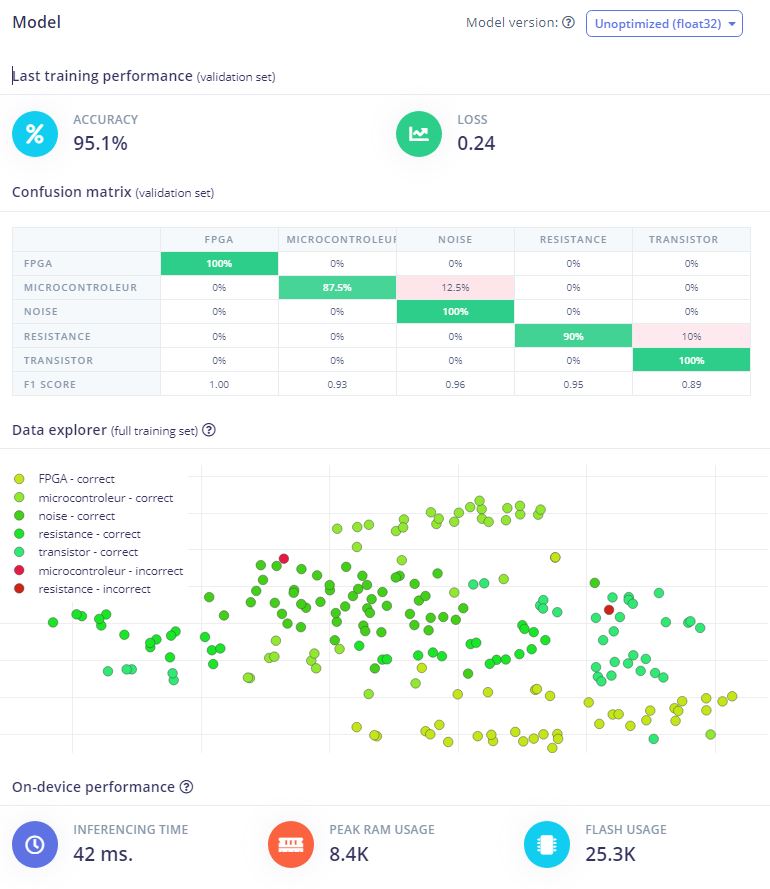 Model Model version: Unoptimized (float32)
Last training performance (validation set)
ACCURACY LOSS
95.1% 0.24
Confusion matrix (validation set)
FPGA MICROCONTROLEUR NOISE RESISTANCE TRANSISTOR
FPGA 100% 0% 0% 0% 0%
MICROCONTROLEUR 0% 87.5% 12.5% 0% 0%
NOISE 0% 0% 100% 0% 0%
RESISTANCE 0% 0% 0% 90% 10%
TRANSISTOR 0% 0% 0% 0% 100%
F1 SCORE 1.00 0.93 0.96 0.95 0.89
Data explorer (full training set) ?
FPGA - correct
microcontroleur - correct
noise - correct
resistance - correct
transistor - correct
microcontroleur - incorrect
resistance - incorrect
On-device performance ?
INFERENCING TIME PEAK RAM USAGE FLASH USAGE
42 ms. 8.4K 25.3K